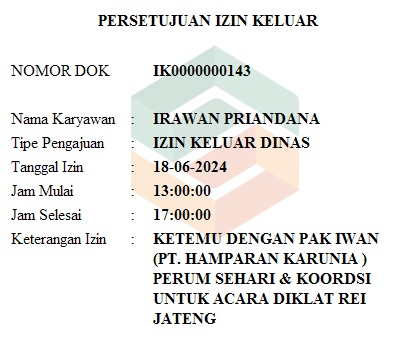 PERSETUJUAN IZIN KELUAR
NOMOR DOK IK0000000143
Nama Karyawan : IRAWAN PRIANDANA
Tipe Pengajuan : IZIN KELUAR DINAS
Tanggal Izin : 18-06-2024
Jam Mulai : 13:00:00
Jam Selesai : 17:00:00
Keterangan Izin : KETEMU DENGAN PAK IWAN
(PT. HAMPARAN KARUNIA )
PERUM SEHARI & KOORDSI
UNTUK ACARA DIKLAT REI
JATENG